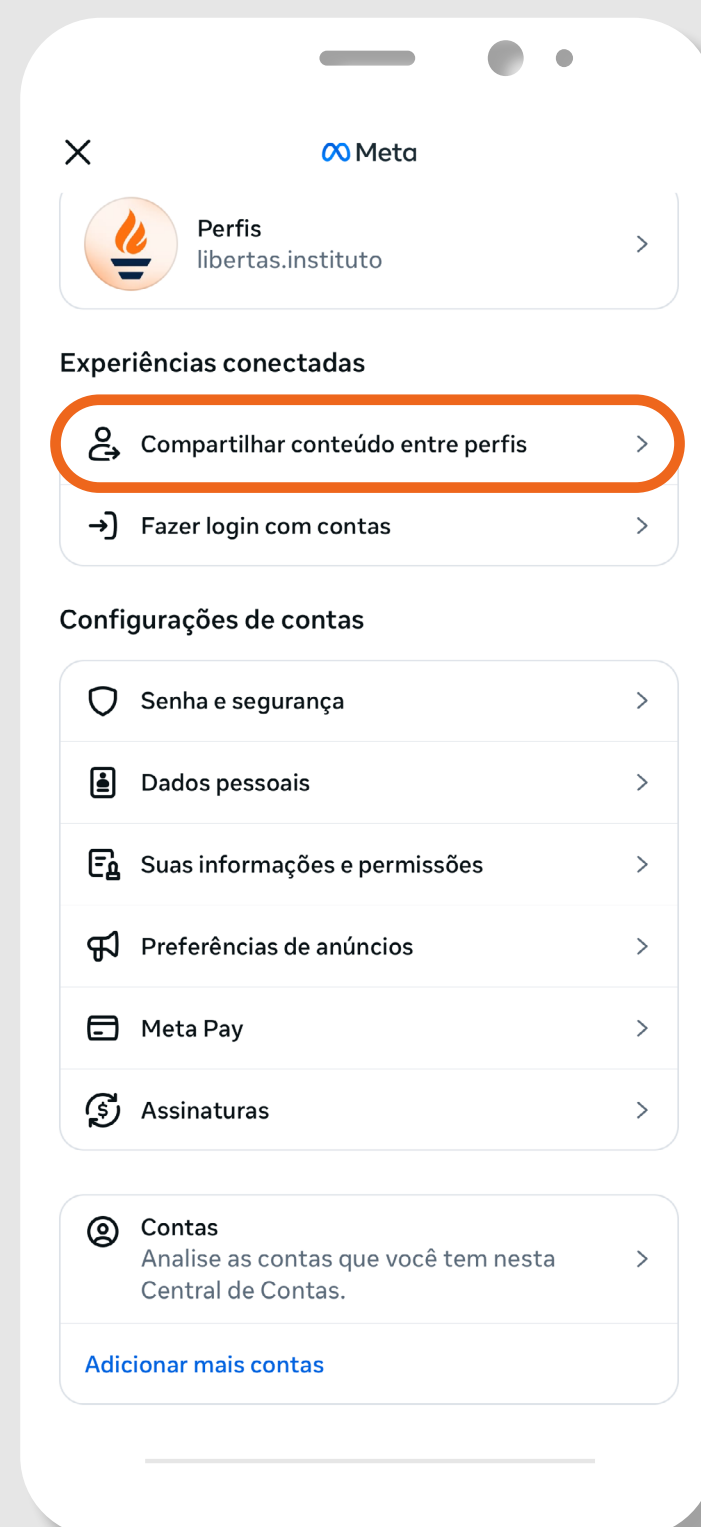 Meta
Perfis
libertas.instituto
Experiências conectadas
Compartilhar conteúdo entre perfis
Fazer login com contas
Configurações de contas
Senha e segurança
Dados pessoais
Suas informações e permissões
Preferências de anúncios
Meta Pay
Assinaturas
Contas
Analise as contas que você tem nesta
Central de Contas.
Adicionar mais contas